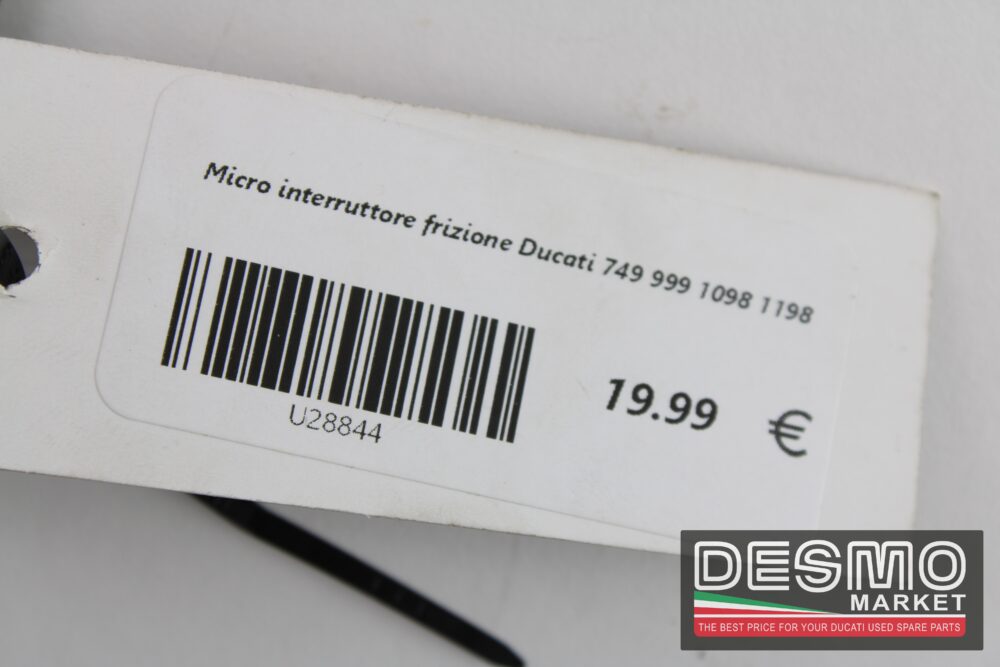 Micro interruttore frizione Ducati 749 999 1098 1198
U28844
19.99 €
DESMO
MARKET
THE BEST PRICE FOR YOUR DUCATI USED SPARE PARTS